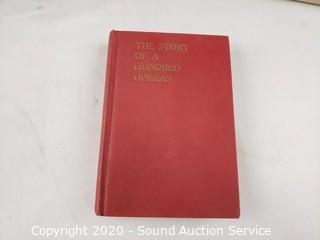 THE STORY
OF A
HUNDRED
OPERAS
Copyright 2020 - Sound Auction Service